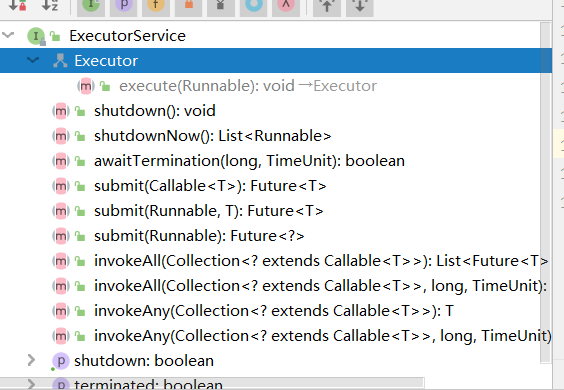 ExecutorService
Executor
execute(Runnable): void →Executor
shutdown(): void
shutdownNow(): List<Runnable>
awaitTermination(long, TimeUnit): boolean
submit(Callable<T>): Future<T>
submit(Runnable, T): Future<T>
submit(Runnable): Future<?>
invokeAll(Collection<? extends Callable<T>>): List<Future<T>
invokeAll(Collection<? extends Callable<T>>, long, TimeUnit):
invokeAny(Collection<? extends Callable<T>>): T
invokeAny(Collection<? extends Callable<T>>, long, TimeUnit)
shutdown: boolean
terminated: boolean